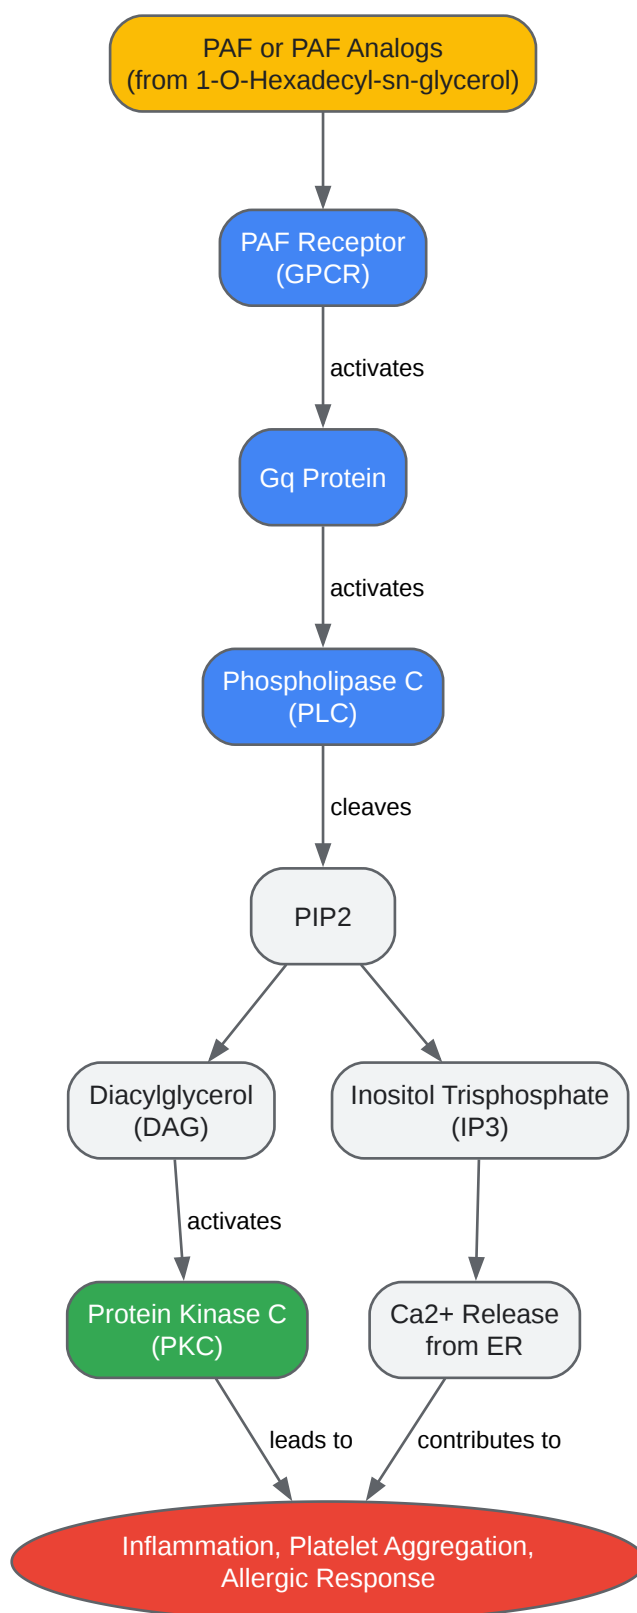 PAF or PAF Analogs
(from 1-O-Hexadecyl-sn-glycerol)
PAF Receptor
(GPCR)
activates
Gq Protein
activates
Phospholipase C
(PLC)
cleaves
PIP2
Diacylglycerol
(DAG)
Inositol Trisphosphate
(IP3)
activates
Protein Kinase C
(PKC)
Ca2+ Release
from ER
leads to
contributes to
Inflammation, Platelet Aggregation,
Allergic Response